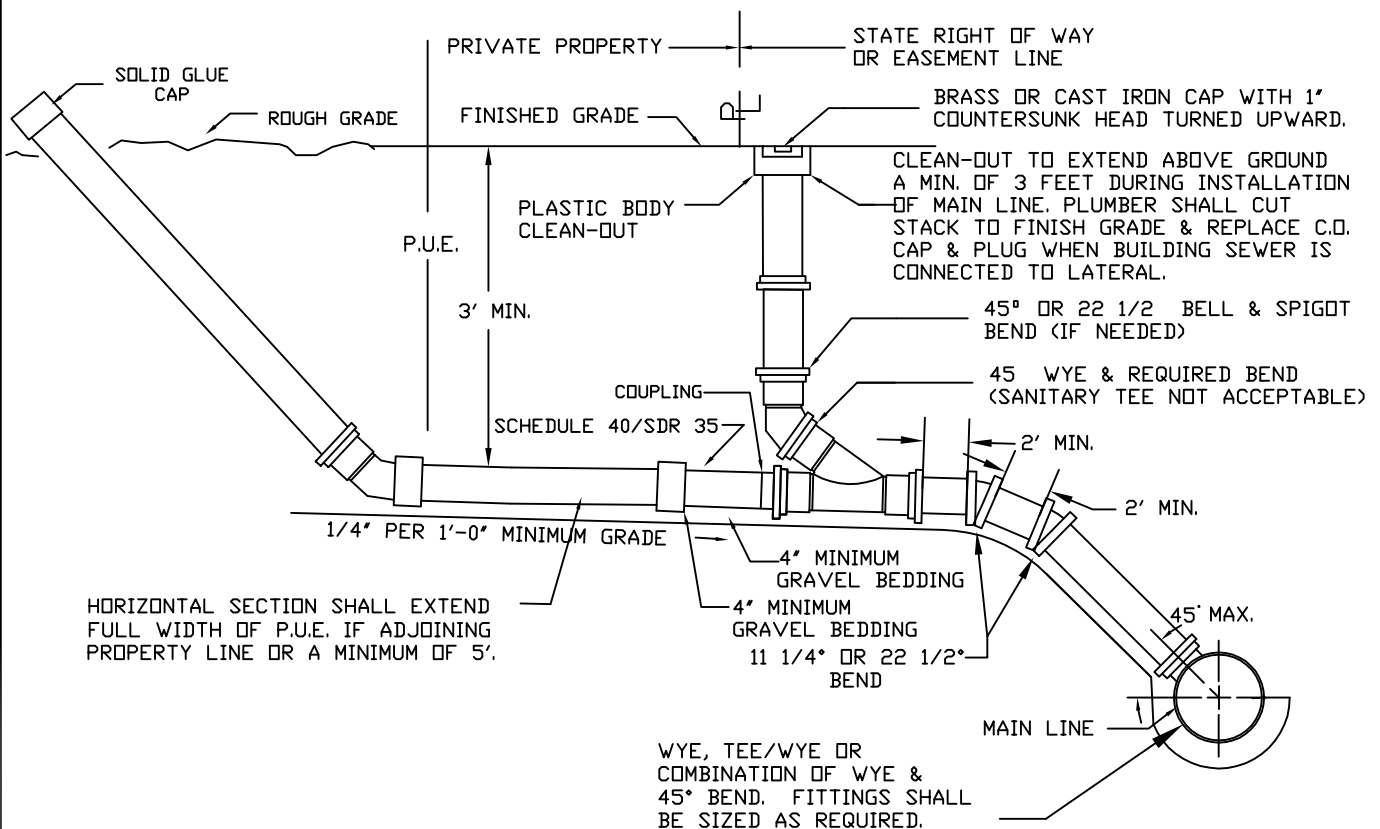 PRIVATE PROPERTY
STATE RIGHT OF WAY
OR EASEMENT LINE
SOLID GLUE
CAP
ROUGH GRADE
FINISHED GRADE
BRASS OR CAST IRON CAP WITH 1"
COUNTERSUNK HEAD TURNED UPWARD.
CLEAN-OUT TO EXTEND ABOVE GROUND
A MIN. OF 3 FEET DURING INSTALLATION
OF MAIN LINE. PLUMBER SHALL CUT
STACK TO FINISH GRADE & REPLACE C.O.
CAP & PLUG WHEN BUILDING SEWER IS
CONNECTED TO LATERAL.
PLASTIC BODY
CLEAN-OUT
P.U.E.
3' MIN.
45° OR 22 1/2 BELL & SPIGOT
BEND (IF NEEDED)
45 WYE & REQUIRED BEND
(SANITARY TEE NOT ACCEPTABLE)
COUPLING
SCHEDULE 40/SDR 35
2' MIN.
2' MIN.
1/4" PER 1'-0" MINIMUM GRADE
4" MINIMUM
GRAVEL BEDDING
4" MINIMUM
GRAVEL BEDDING
HORIZONTAL SECTION SHALL EXTEND
FULL WIDTH OF P.U.E. IF ADJOINING
PROPERTY LINE OR A MINIMUM OF 5'.
11 1/4° OR 22 1/2°
BEND
45° MAX.
MAIN LINE
WYE, TEE/WYE OR
COMBINATION OF WYE &
45° BEND. FITTINGS SHALL
BE SIZED AS REQUIRED.